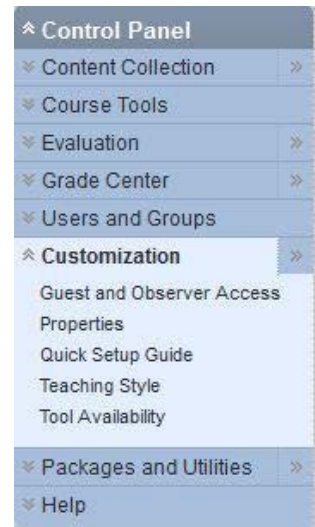 Control Panel
Content Collection
Course Tools
Evaluation
Grade Center
Users and Groups
Customization
Guest and Observer Access
Properties
Quick Setup Guide
Teaching Style
Tool Availability
Packages and Utilities
Help